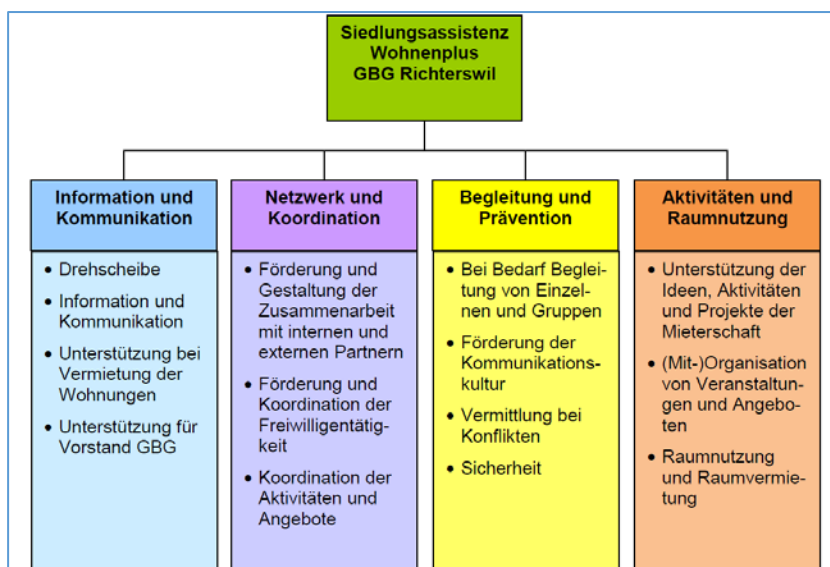 Siedlungsassistenz
Wohnenplus
GBG Richterswil
Information und
Kommunikation
• Drehscheibe
• Information und
Kommunikation
• Unterstützung bei
Vermietung der
Wohnungen
• Unterstützung für
Vorstand GBG
Netzwerk und
Koordination
• Förderung und
Gestaltung der
Zusammenarbeit
mit internen und
externen Partnern
• Förderung und
Koordination der
Freiwilligentätig-
keit
• Koordination der
Aktivitäten und
Angebote
Begleitung und
Prävention
• Bei Bedarf Beglei-
tung von Einzel-
nen und Gruppen
• Förderung der
Kommunikations-
kultur
• Vermittlung bei
Konflikten
• Sicherheit
Aktivitäten und
Raumnutzung
• Unterstützung der
Ideen, Aktivitäten
und Projekte der
Mieterschaft
• (Mit-)Organisation
von Veranstaltun-
gen und Angebo-
ten
• Raumnutzung
und Raumvermie-
tung